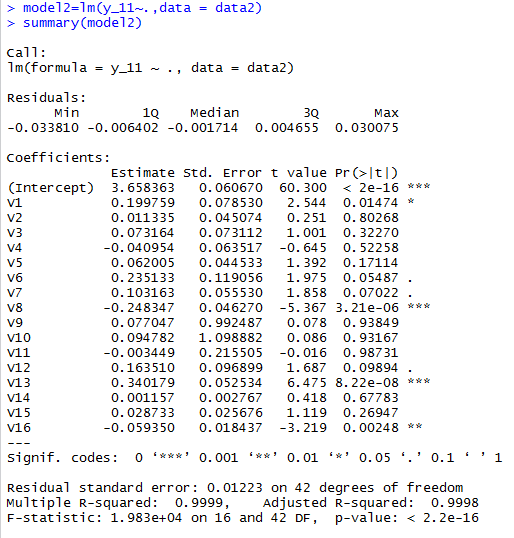 > model2=lm(y_11~.,data = data2)
> summary(model2)
Call:
lm(formula = y_11 ~ ., data = data2)
Residuals:
      Min        1Q    Median        3Q       Max
-0.033810 -0.006402 -0.001714  0.004655  0.030075
Coefficients:
             Estimate Std. Error t value Pr(>|t|)
(Intercept)  3.658363   0.060670  60.300  < 2e-16 ***
V1           0.199759   0.078530   2.544  0.01474 *
V2           0.011335   0.045074   0.251  0.80268
V3           0.073164   0.073112   1.001  0.32270
V4          -0.040954   0.063517  -0.645  0.52258
V5           0.062005   0.044533   1.392  0.17114
V6           0.235133   0.119056   1.975  0.05487 .
V7           0.103163   0.055530   1.858  0.07022 .
V8          -0.248347   0.046270  -5.367 3.21e-06 ***
V9           0.077047   0.992487   0.078  0.93849
V10          0.094782   1.098882   0.086  0.93167
V11         -0.003449   0.215505  -0.016  0.98731
V12          0.163510   0.096899   1.687  0.09894 .
V13          0.340179   0.052534   6.475 8.22e-08 ***
V14          0.001157   0.002767   0.418  0.67783
V15          0.028733   0.025676   1.119  0.26947
V16         -0.059350   0.018437  -3.219  0.00248 **
---
Signif. codes:  0 ‘***’ 0.001 ‘**’ 0.01 ‘*’ 0.05 ‘.’ 0.1 ‘ ’ 1
Residual standard error: 0.01223 on 42 degrees of freedom
Multiple R-squared:  0.9999,    Adjusted R-squared:  0.9998
F-statistic: 1.983e+04 on 16 and 42 DF,  p-value: < 2.2e-16